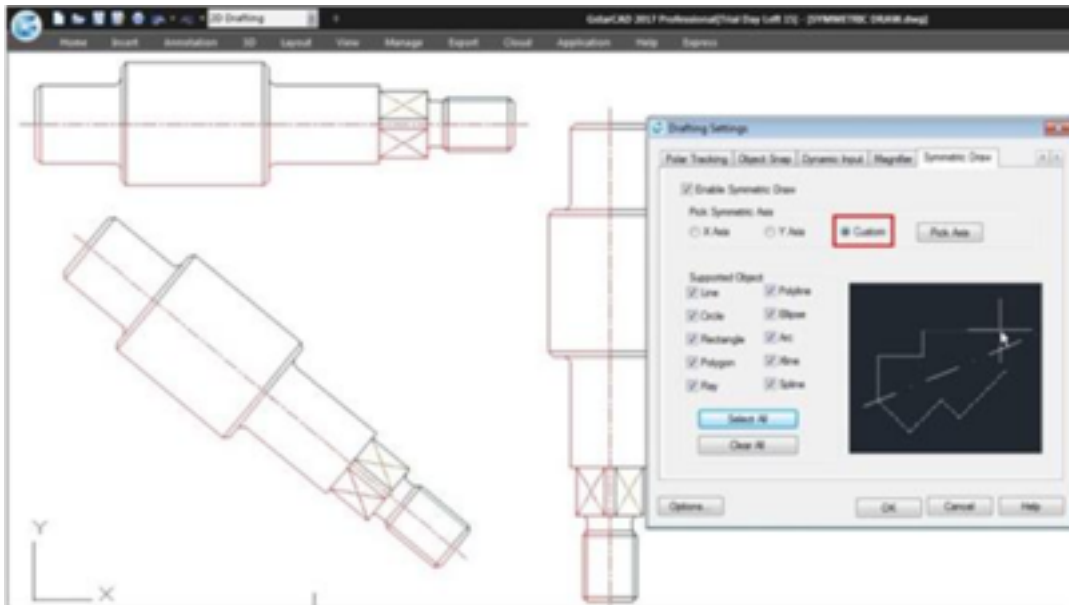 2D Drafting
GstarCAD 2017 Professional[Trial Day Left 15] - [SYMMETRIC DRAW.dwg]
Home Insert Annotation 3D Layout View Manage Export Cloud Application Help Express
Drafting Settings
Polar Tracking Object Snap Dynamic Input Magnifier Symmetric Draw
Enable Symmetric Draw
Pick Symmetric Axis
X Axis Y Axis Custom Pick Axis
Supported Object
Line Polyline
Circle Ellipse
Rectangle Arc
Polygon Xline
Ray Spline
Select All
Clear All
Options... OK Cancel Help
Y
X